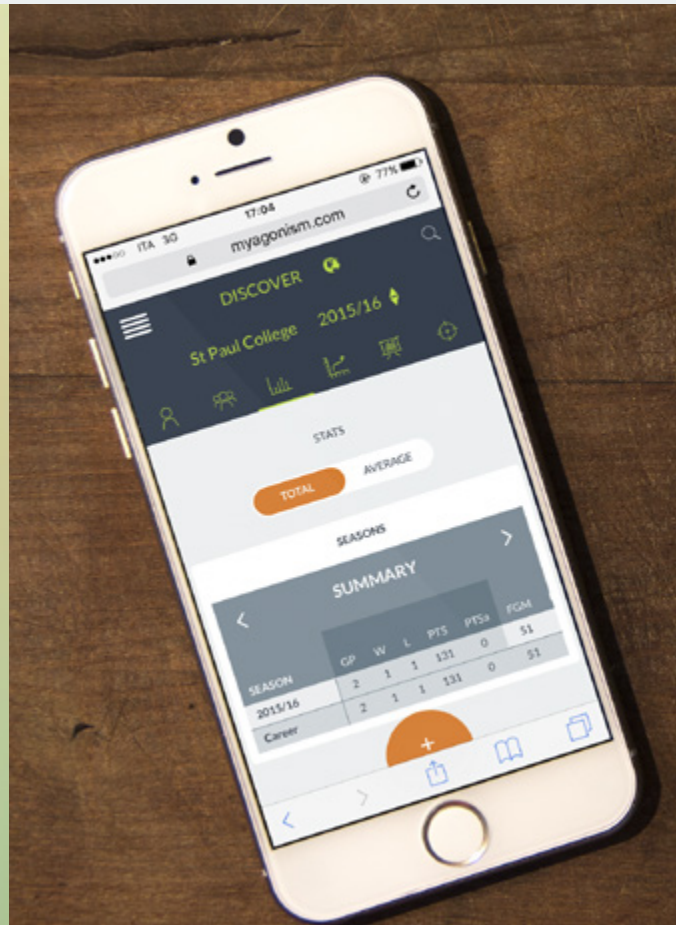 ITA 3G 17:04 77%
myagonism.com
DISCOVER
St Paul College 2015/16
STATS
TOTAL AVERAGE
SEASONS
SUMMARY
SEASON GP W L PTS PTSa FGM
2015/16 2 1 1 131 0 51
Career 2 1 1 131 0 51
+